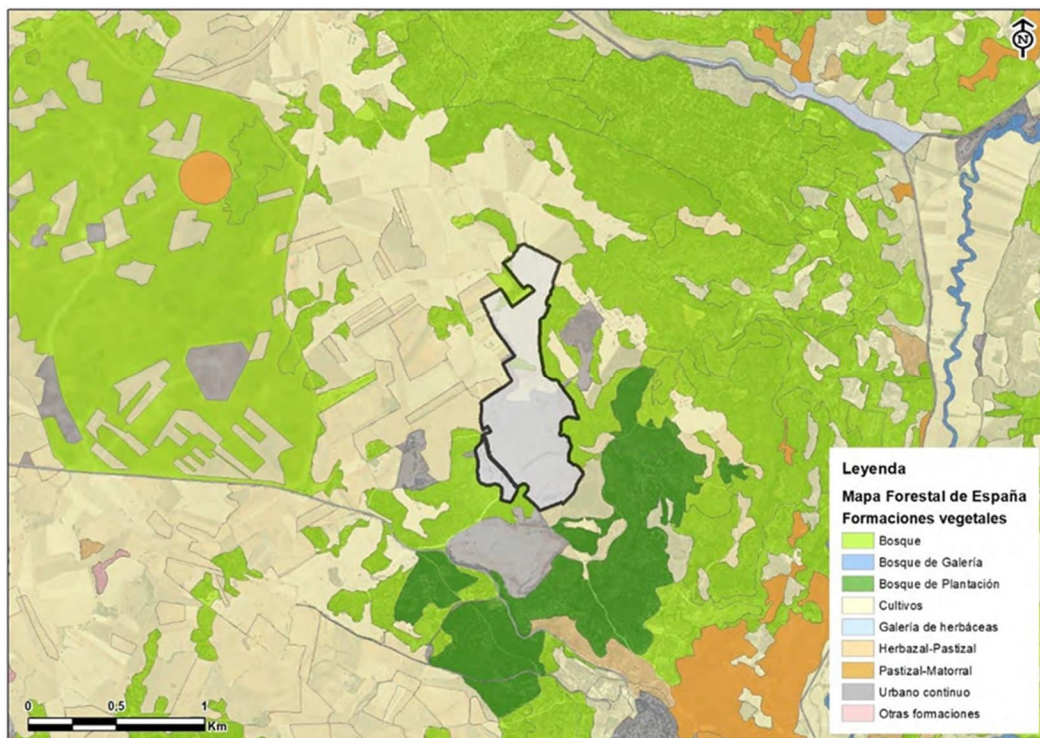 N
Leyenda
Mapa Forestal de España
Formaciones vegetales
Bosque
Bosque de Galería
Bosque de Plantación
Cultivos
Galería de herbáceas
Herbazal-Pastizal
Pastizal-Matorral
Urbano continuo
Otras formaciones
0 0,5 1
Km